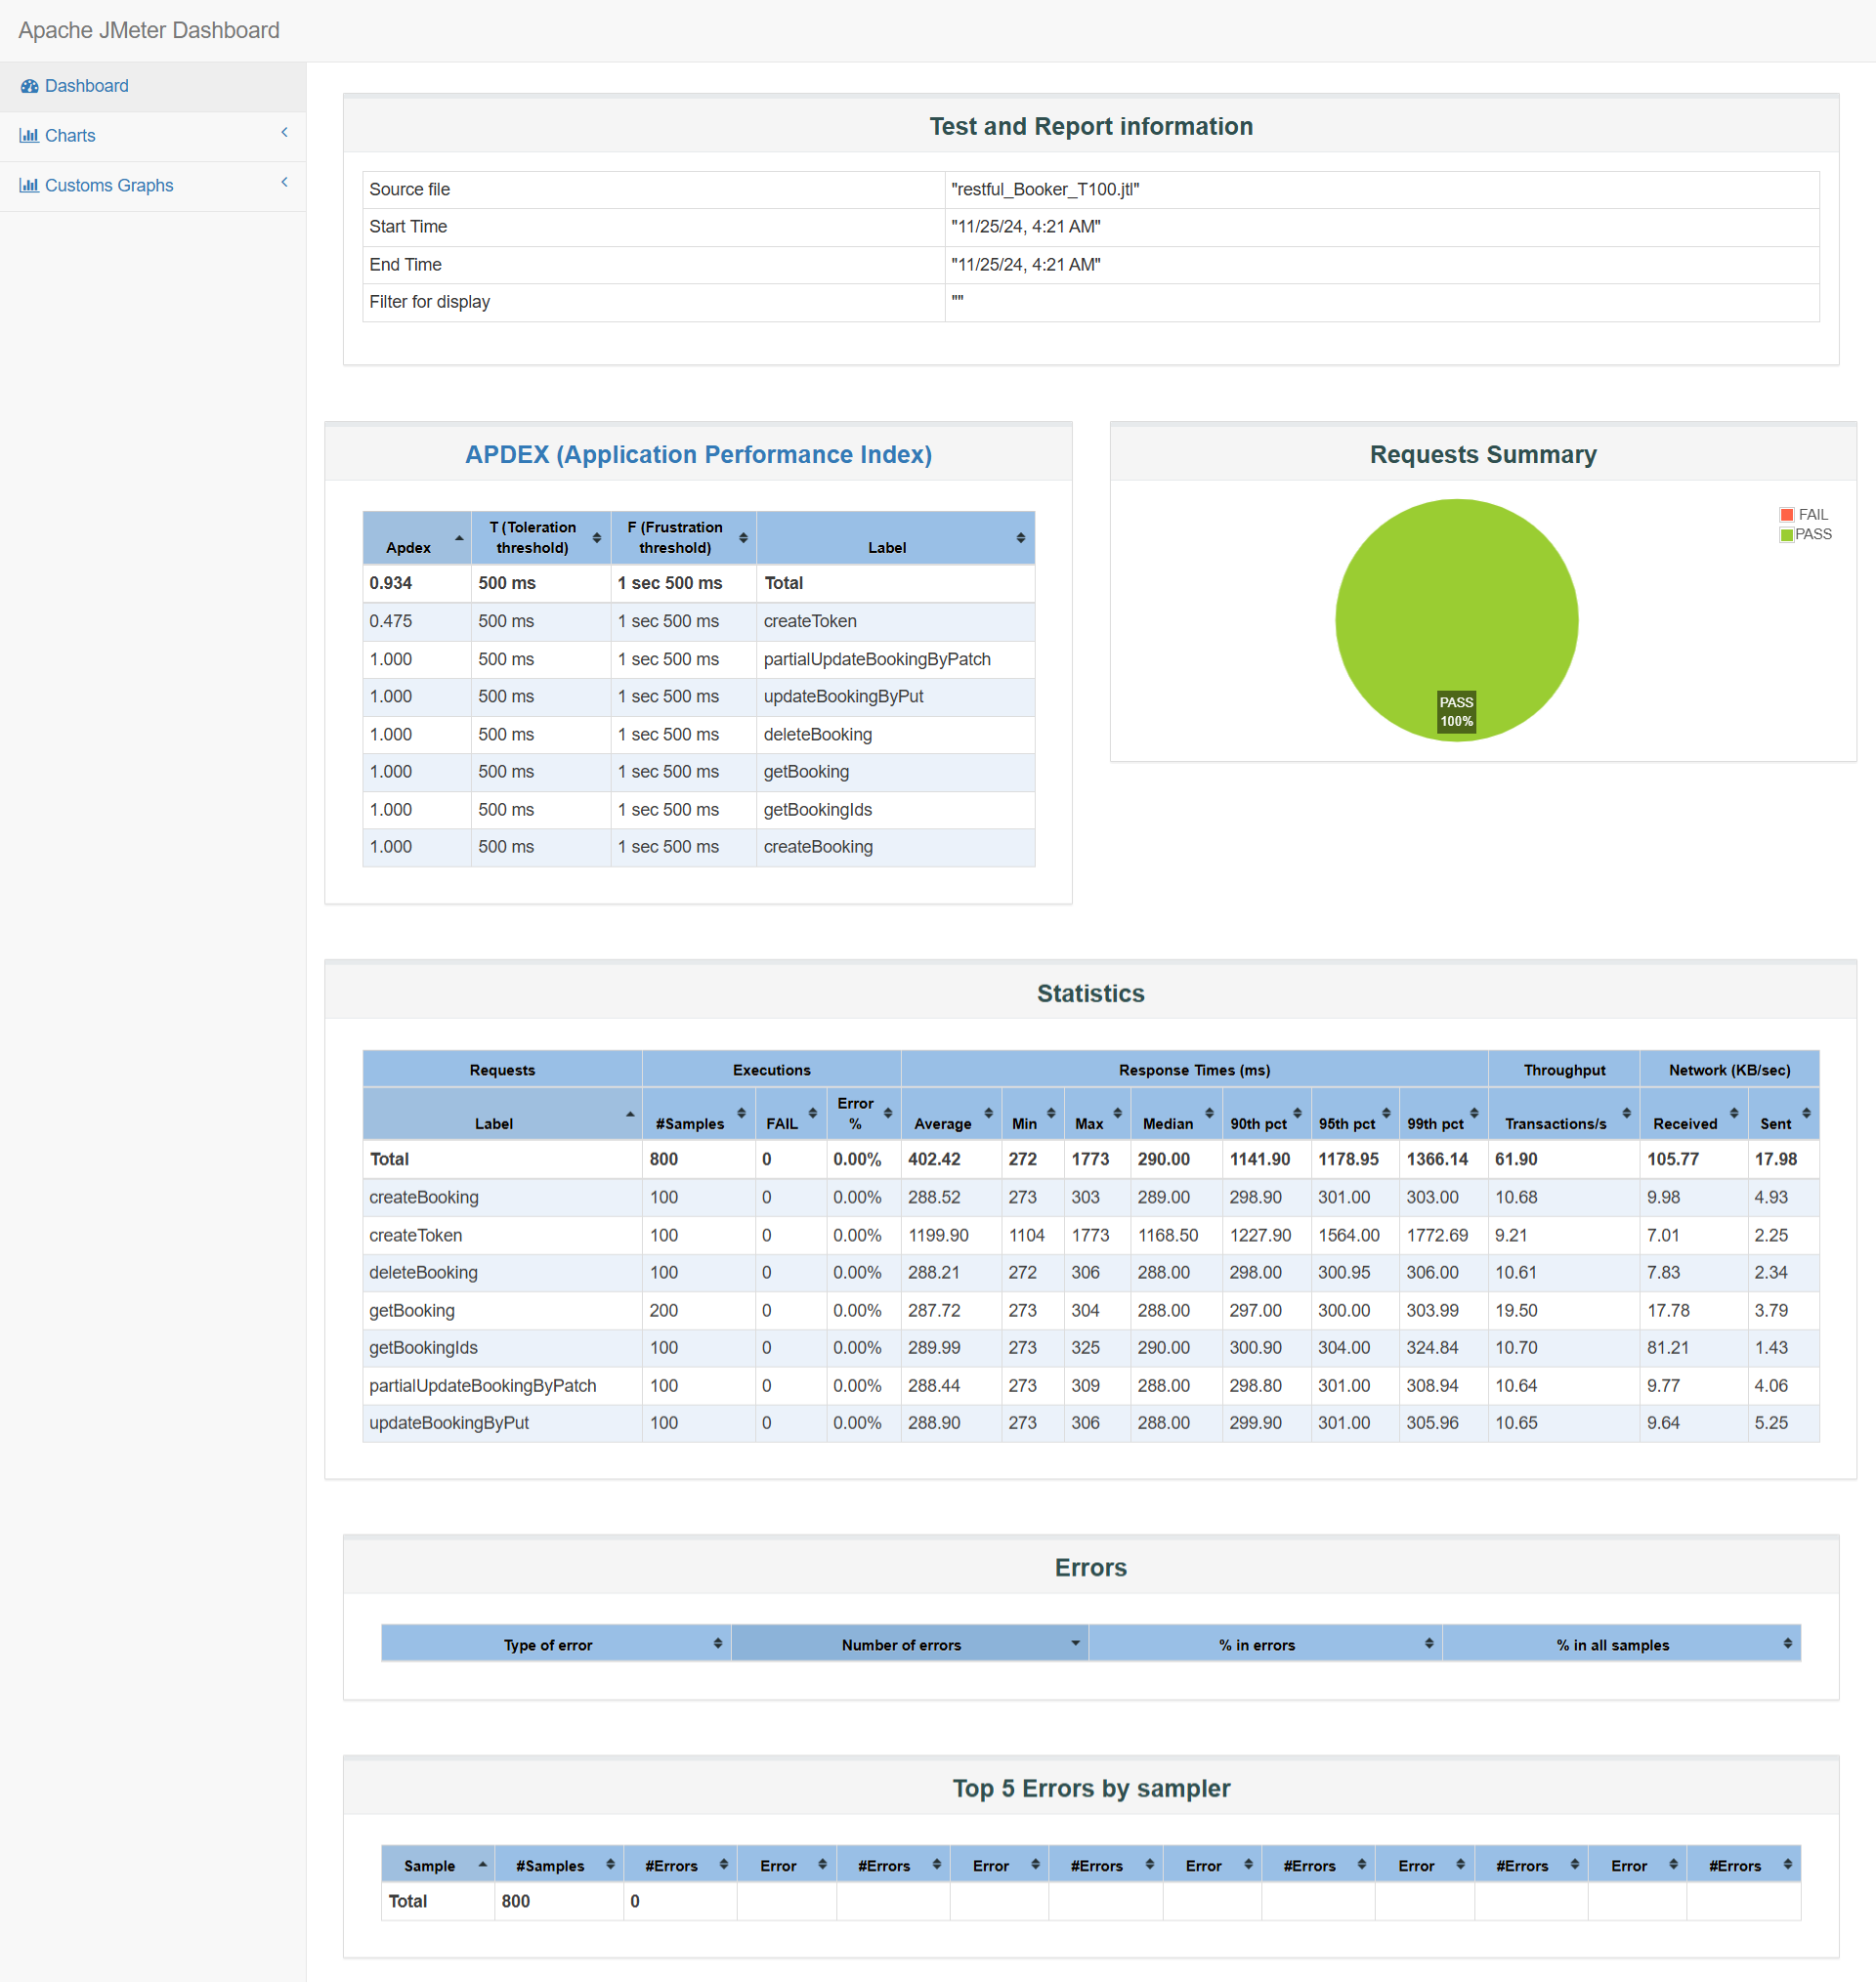 Apache JMeter Dashboard
Dashboard
Charts
Customs Graphs
Test and Report information
Source file "restful_Booker_T100.jtl"
Start Time "11/25/24, 4:21 AM"
End Time "11/25/24, 4:21 AM"
Filter for display ""
APDEX (Application Performance Index)
Apdex T (Toleration threshold) F (Frustration threshold) Label
0.934 500 ms 1 sec 500 ms Total
0.475 500 ms 1 sec 500 ms createToken
1.000 500 ms 1 sec 500 ms partialUpdateBookingByPatch
1.000 500 ms 1 sec 500 ms updateBookingByPut
1.000 500 ms 1 sec 500 ms deleteBooking
1.000 500 ms 1 sec 500 ms getBooking
1.000 500 ms 1 sec 500 ms getBookingIds
1.000 500 ms 1 sec 500 ms createBooking
Requests Summary
FAIL
PASS
PASS
100%
Statistics
Requests Executions Response Times (ms) Throughput Network (KB/sec)
Label #Samples FAIL Error % Average Min Max Median 90th pct 95th pct 99th pct Transactions/s Received Sent
Total 800 0 0.00% 402.42 272 1773 290.00 1141.90 1178.95 1366.14 61.90 105.77 17.98
createBooking 100 0 0.00% 288.52 273 303 289.00 298.90 301.00 303.00 10.68 9.98 4.93
createToken 100 0 0.00% 1199.90 1104 1773 1168.50 1227.90 1564.00 1772.69 9.21 7.01 2.25
deleteBooking 100 0 0.00% 288.21 272 306 288.00 298.00 300.95 306.00 10.61 7.83 2.34
getBooking 200 0 0.00% 287.72 273 304 288.00 297.00 300.00 303.99 19.50 17.78 3.79
getBookingIds 100 0 0.00% 289.99 273 325 290.00 300.90 304.00 324.84 10.70 81.21 1.43
partialUpdateBookingByPatch 100 0 0.00% 288.44 273 309 288.00 298.80 301.00 308.94 10.64 9.77 4.06
updateBookingByPut 100 0 0.00% 288.90 273 306 288.00 299.90 301.00 305.96 10.65 9.64 5.25
Errors
Type of error Number of errors % in errors % in all samples
Top 5 Errors by sampler
Sample #Samples #Errors Error #Errors Error #Errors Error #Errors Error #Errors Error #Errors
Total 800 0